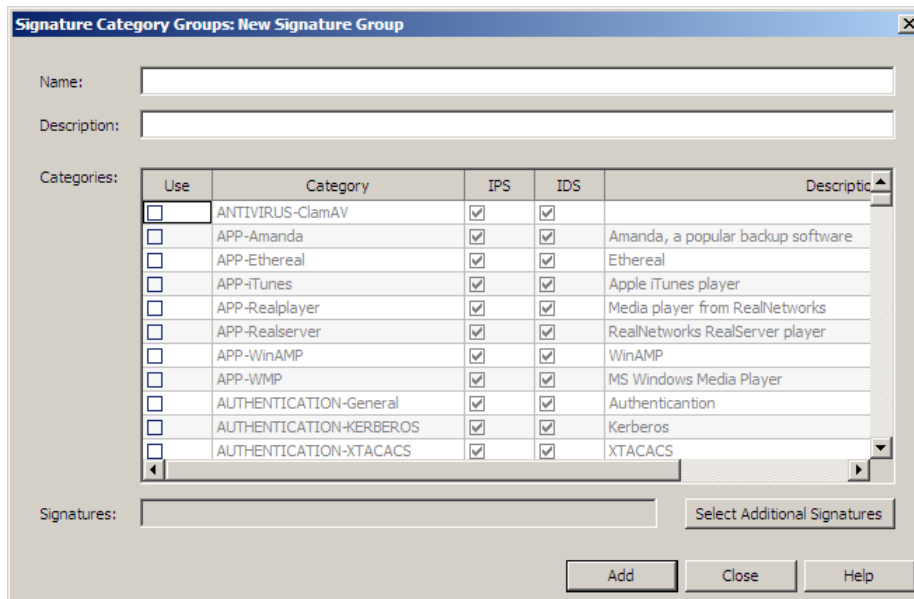 Signature Category Groups: New Signature Group
Name:
Description:
Categories:
Use Category IPS IDS Descriptic
ANTIVIRUS-ClamAV
APP-Amanda Amanda, a popular backup software
APP-Ethereal Ethereal
APP-iTunes Apple iTunes player
APP-Realplayer Media player from RealNetworks
APP-Realserver RealNetworks RealServer player
APP-WinAMP WinAMP
APP-WMP MS Windows Media Player
AUTHENTICATION-General Authenticantion
AUTHENTICATION-KERBEROS Kerberos
AUTHENTICATION-XTACACS XTACACS
Signatures: Select Additional Signatures
Add Close Help